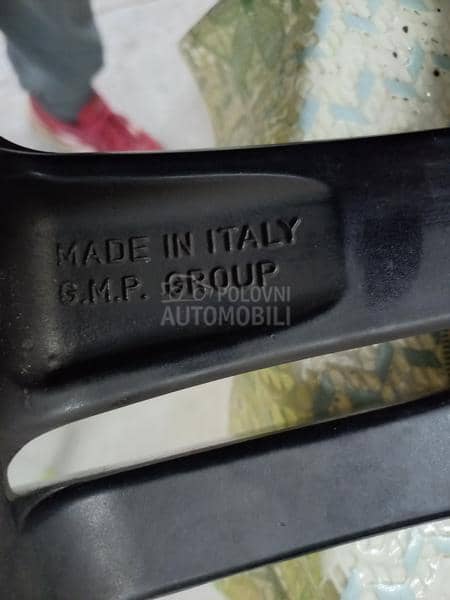 MADE IN ITALY
G.M.P. GROUP
POLOVNI
AUTOMOBILI